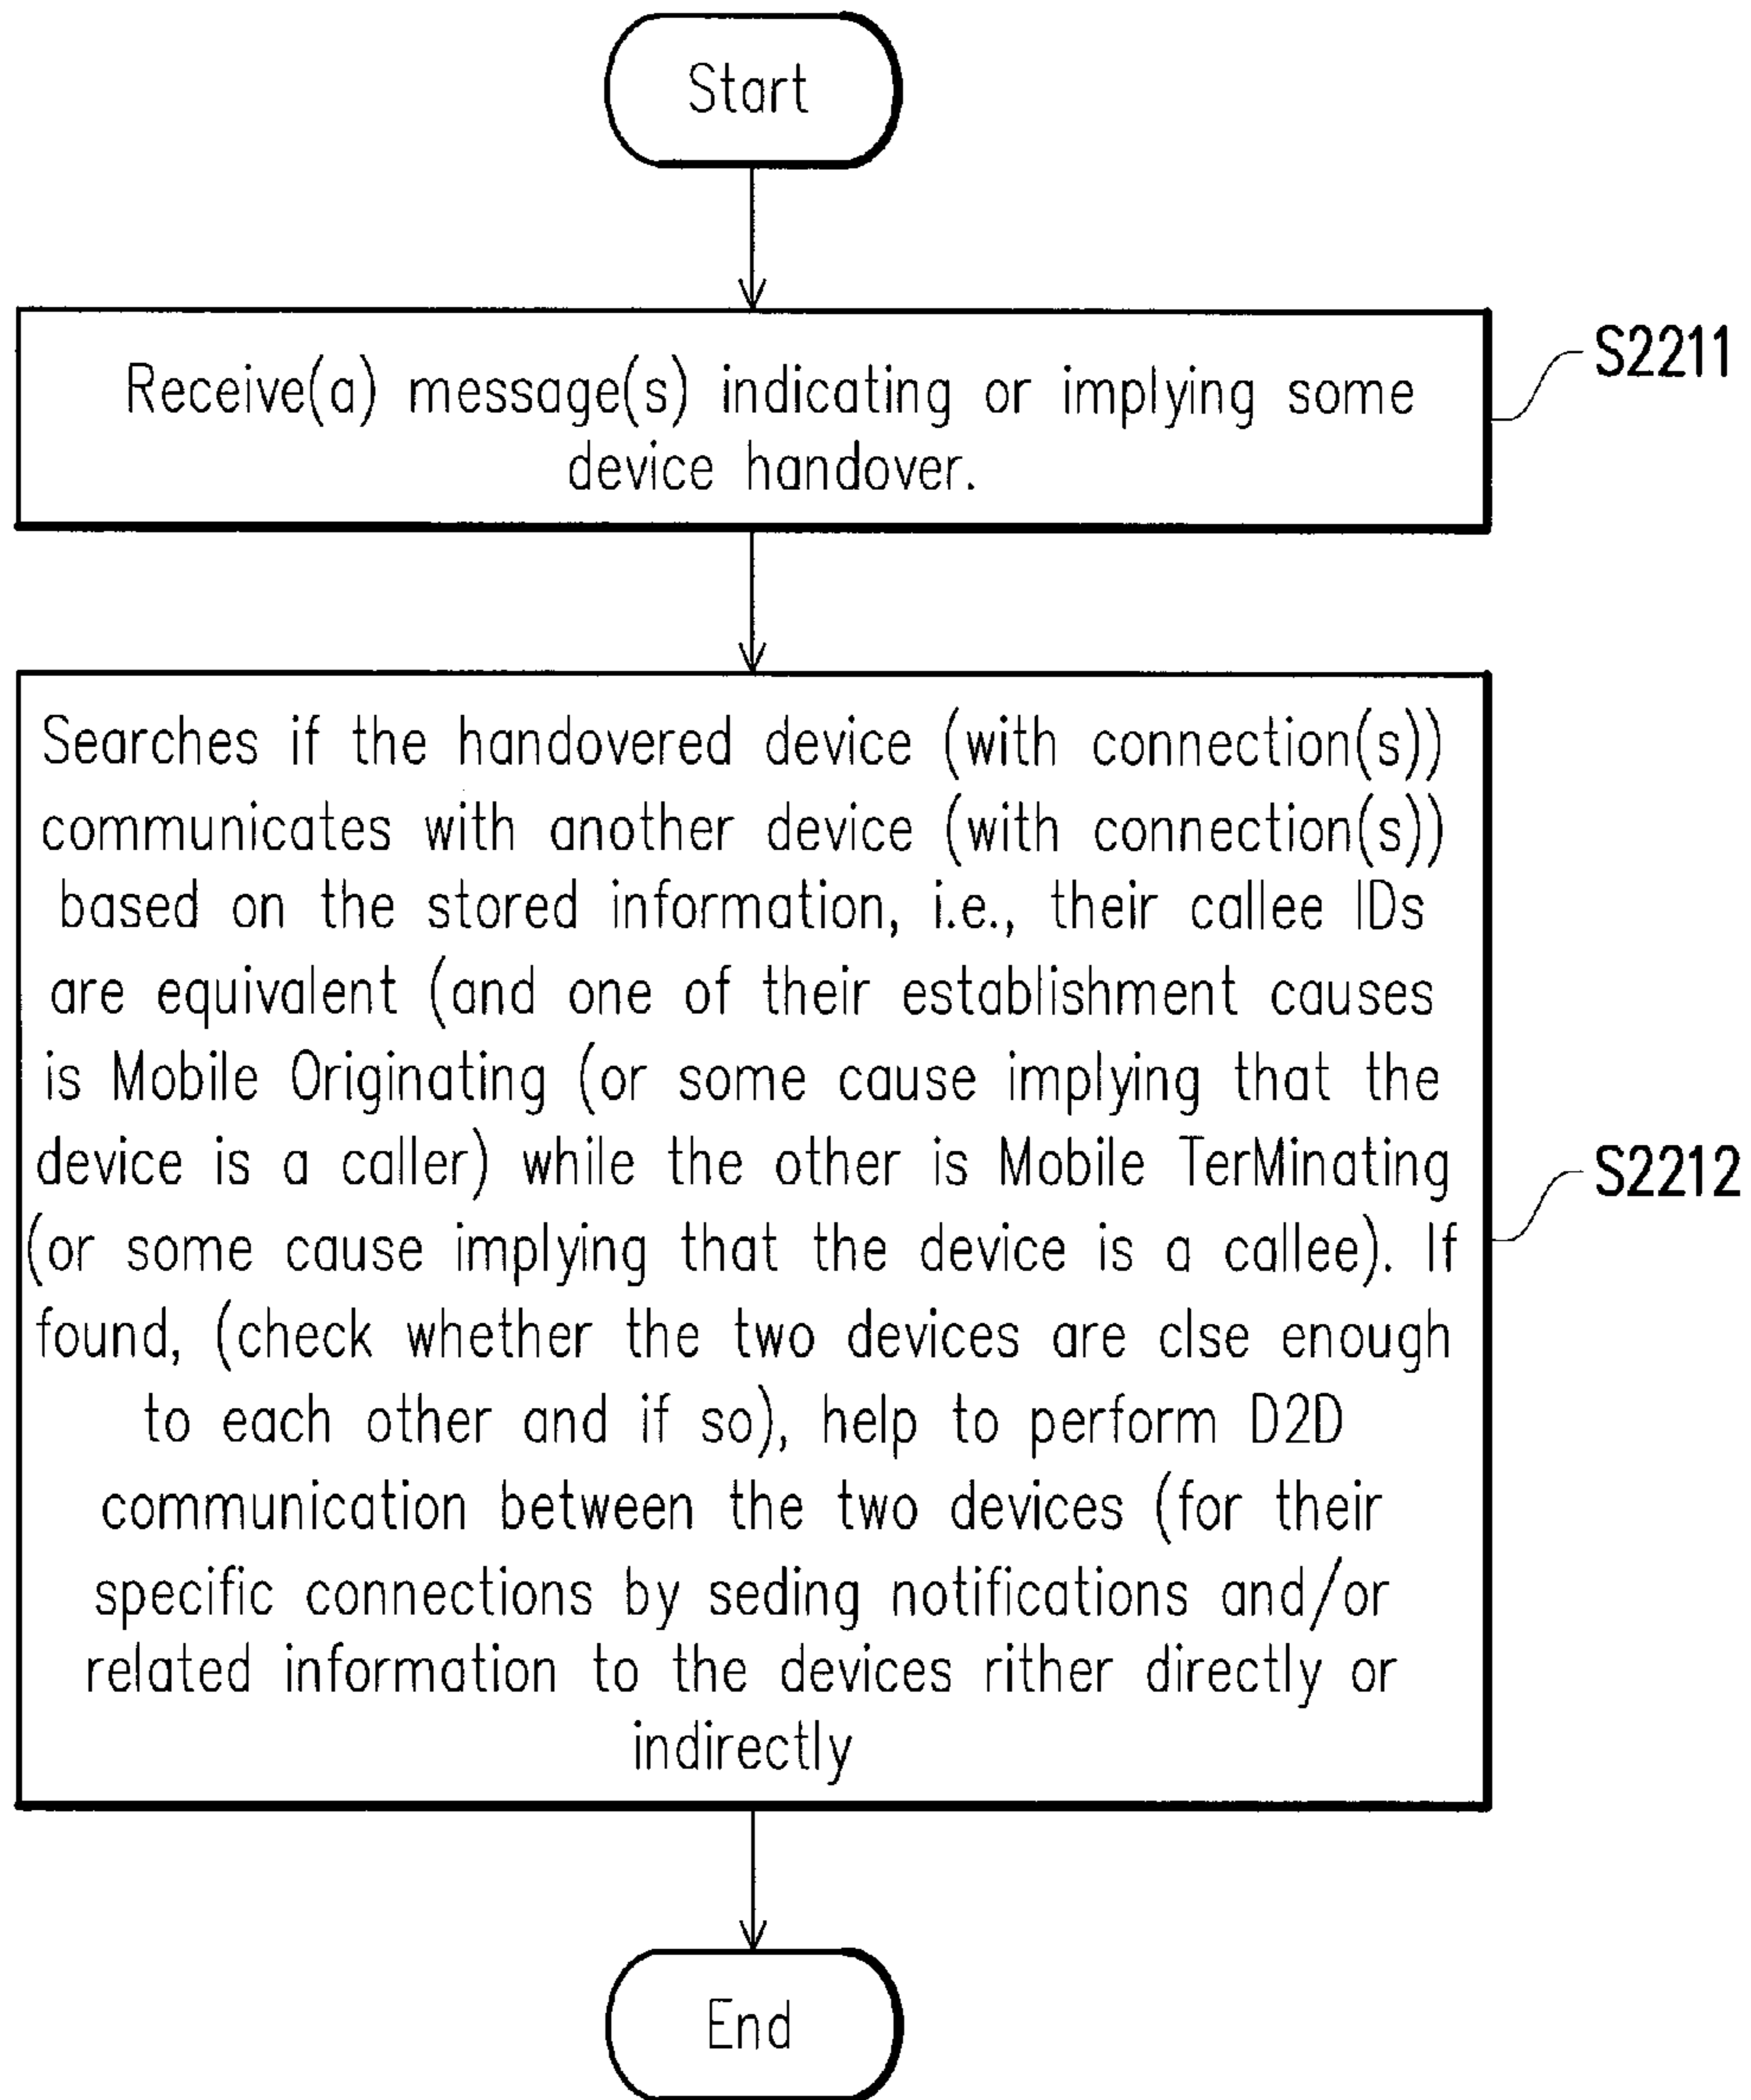 Start
Receive(a) message(s) indicating or implying some
device handover.
S2211
Searches if the handovered device (with connection(s))
communicates with another device (with connection(s))
based on the stored information, i.e., their callee IDs
are equivalent (and one of their establishment causes
is Mobile Originating (or some cause implying that the
device is a caller) while the other is Mobile TerMinating
(or some cause implying that the device is a callee). If
found, (check whether the two devices are clse enough
to each other and if so), help to perform D2D
communication between the two devices (for their
specific connections by seding notifications and/or
related information to the devices rither directly or
indirectly
S2212
End